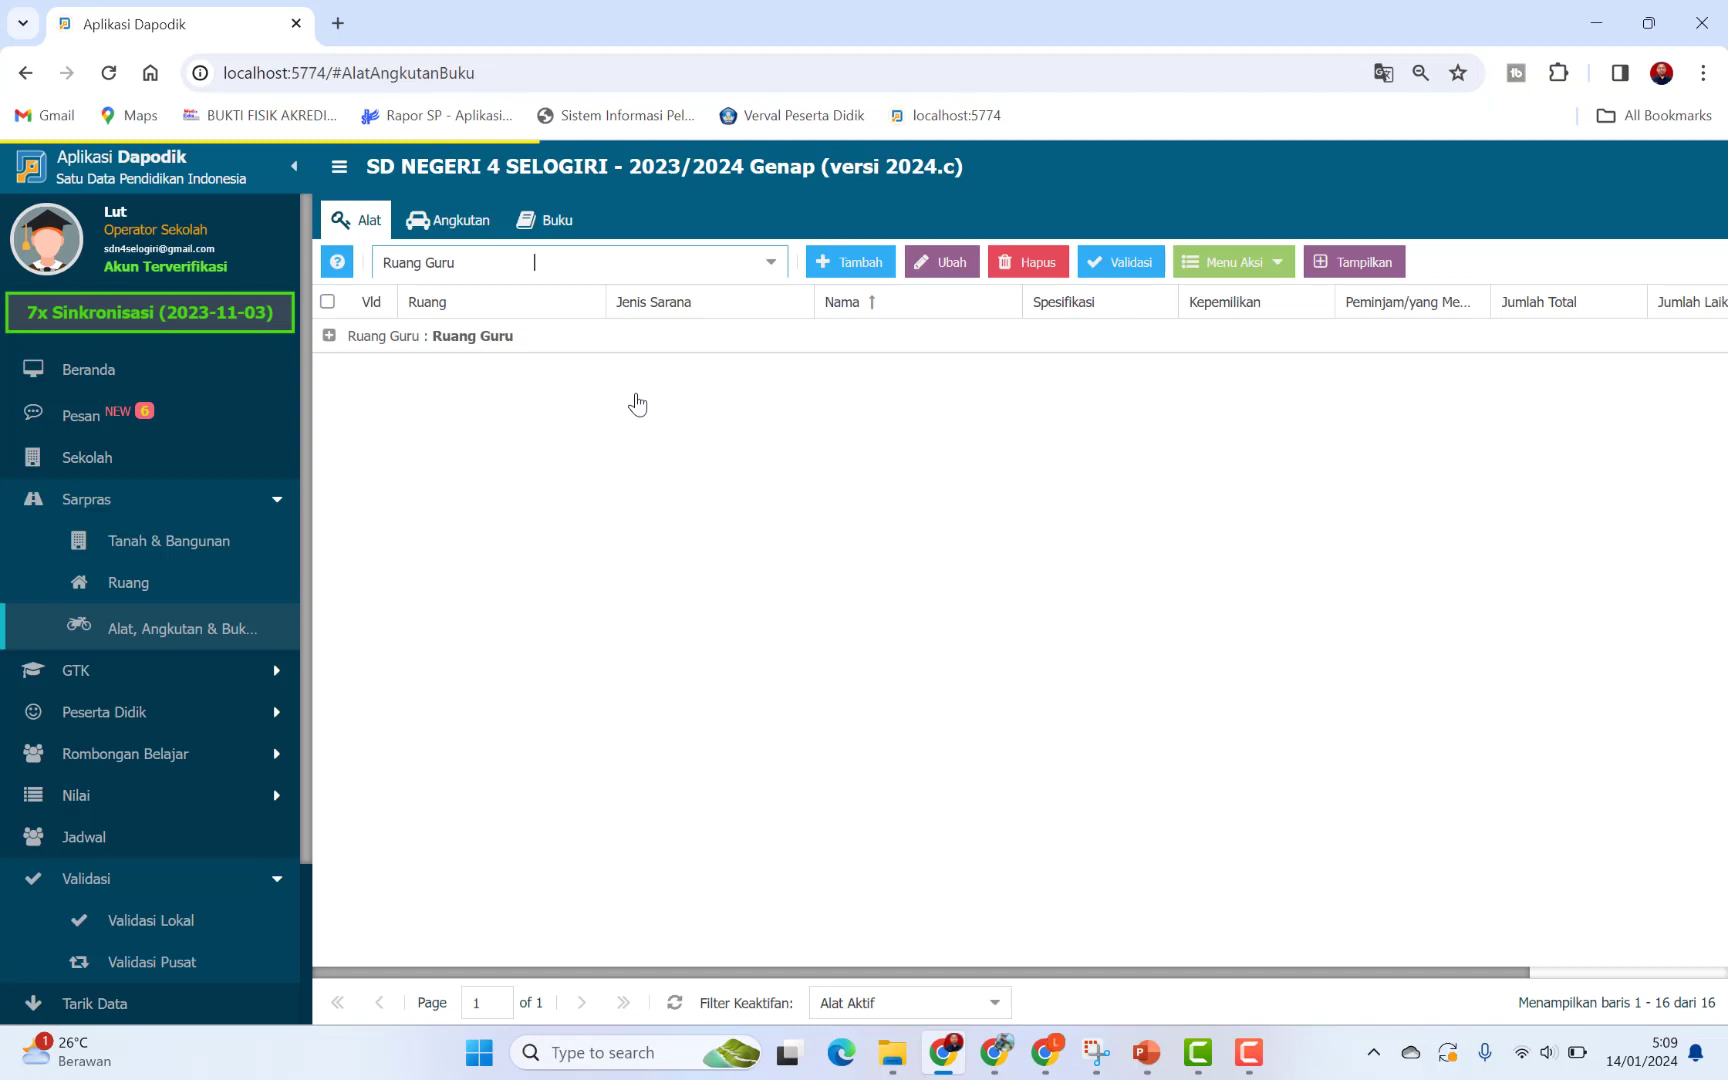 Aplikasi Dapodik
localhost:5774/#AlatAngkutanBuku
Gmail
Maps
BUKTI FISIK AKREDI...
Rapor SP - Aplikasi...
Sistem Informasi Pel...
Verval Peserta Didik
localhost:5774
All Bookmarks
Aplikasi Dapodik
Satu Data Pendidikan Indonesia
SD NEGERI 4 SELOGIRI - 2023/2024 Genap (versi 2024.c)
Lut
Operator Sekolah
sdn4selogiri@gmail.com
Akun Terverifikasi
7x Sinkronisasi (2023-11-03)
Beranda
Pesan NEW 6
Sekolah
Sarpras
Tanah & Bangunan
Ruang
Alat, Angkutan & Buk...
GTK
Peserta Didik
Rombongan Belajar
Nilai
Jadwal
Validasi
Validasi Lokal
Validasi Pusat
Tarik Data
Alat Angkutan Buku
Ruang Guru Tambah Ubah Hapus Validasi Menu Aksi Tampilkan
Vld Ruang Jenis Sarana Nama Spesifikasi Kepemilikan Peminjam/yang Me... Jumlah Total Jumlah Laik
Ruang Guru : Ruang Guru
Page 1 of 1 Filter Keaktifan: Alat Aktif Menampilkan baris 1 - 16 dari 16
1
26°C
Berawan
Type to search
L
5:09
14/01/2024